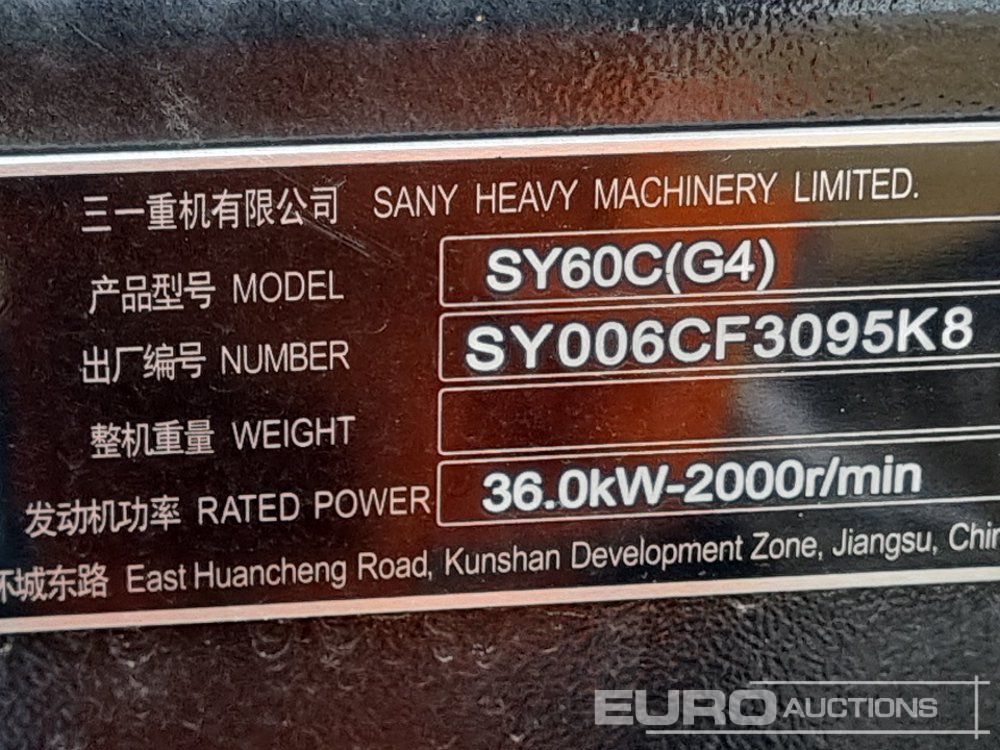 三一重机有限公司 SANY HEAVY MACHINERY LIMITED.
产品型号 MODEL SY60C(G4)
出厂编号 NUMBER SY006CF3095K8
整机重量 WEIGHT
发动机功率 RATED POWER 36.0kW-2000r/min
环城东路 East Huancheng Road, Kunshan Development Zone, Jiangsu, Chin
EURO AUCTIONS